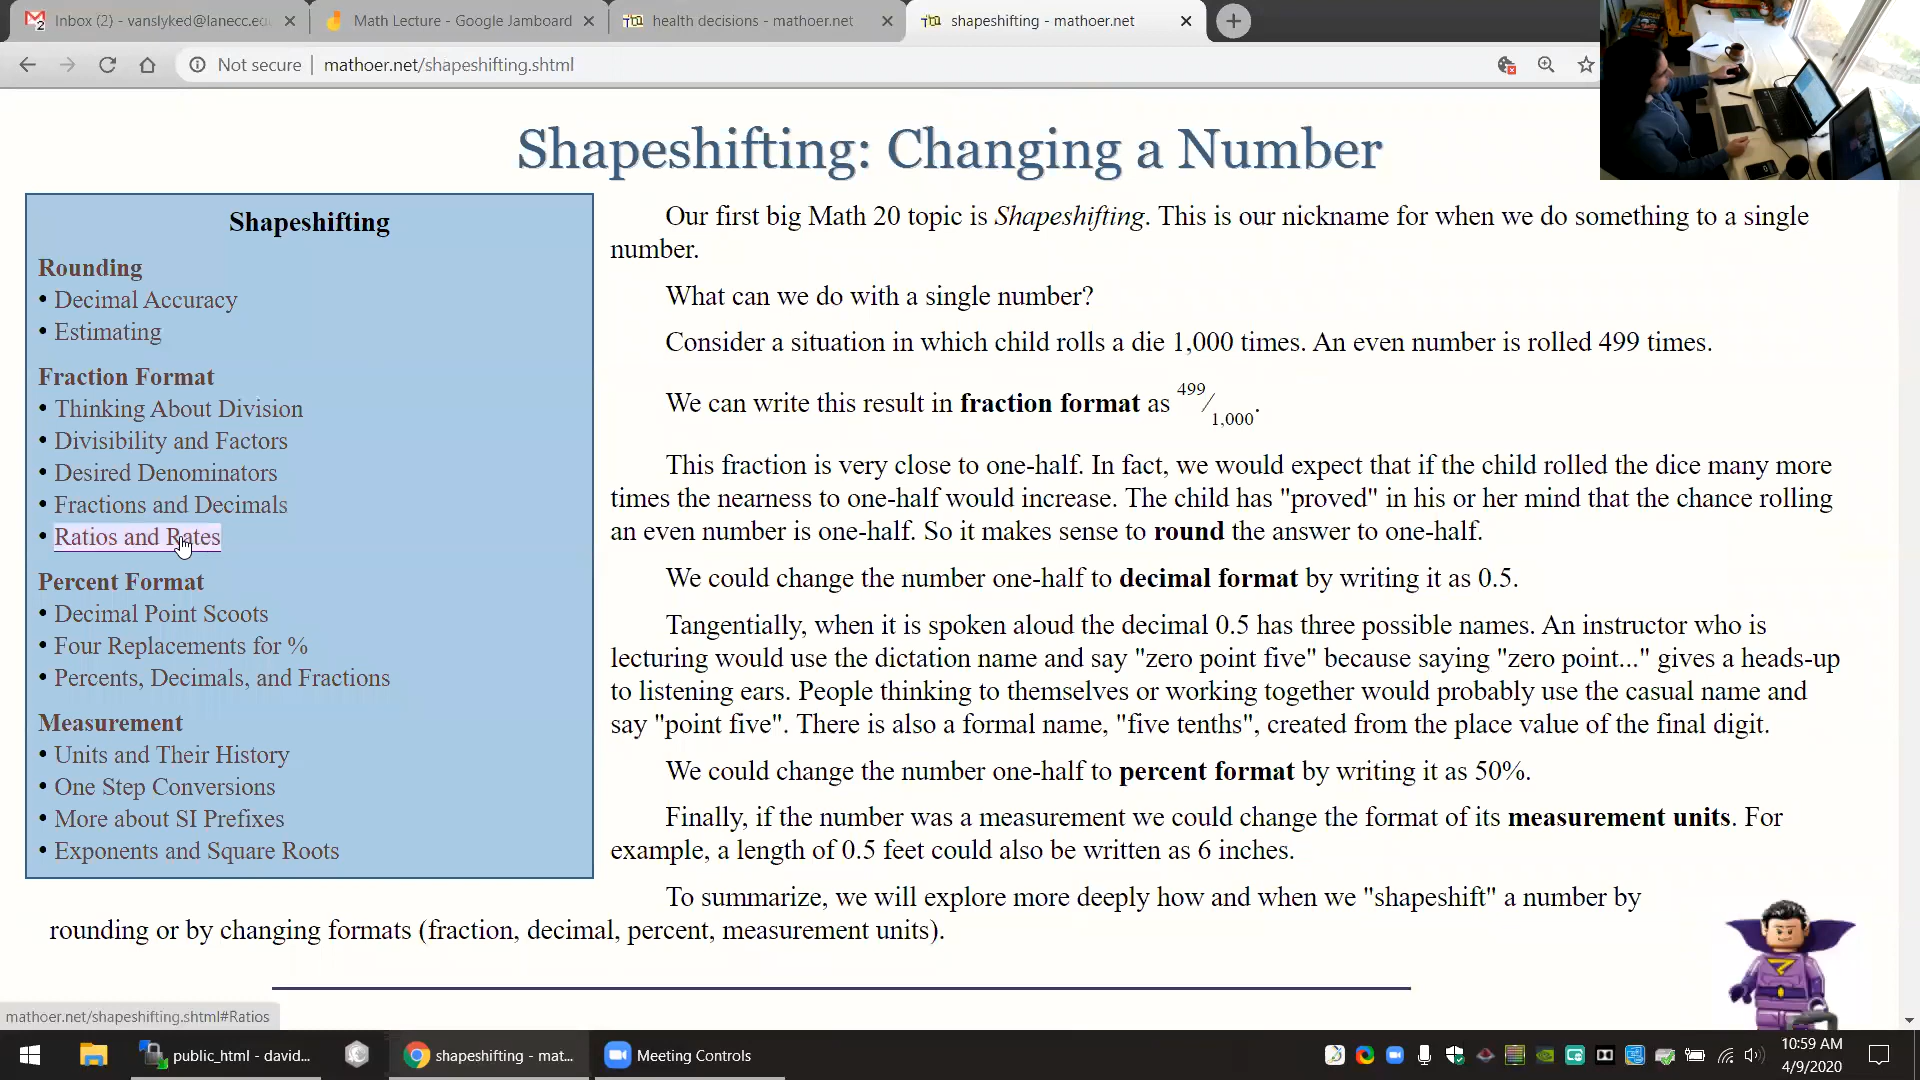 Inbox (2) - vanslyked@lanecc.edu
Math Lecture - Google Jamboard
health decisions - mathoer.net
shapeshifting - mathoer.net
Not secure
mathoer.net/shapeshifting.shtml
Shapeshifting: Changing a Number
Shapeshifting
Rounding
• Decimal Accuracy
• Estimating
Fraction Format
• Thinking About Division
• Divisibility and Factors
• Desired Denominators
• Fractions and Decimals
• Ratios and Rates
Percent Format
• Decimal Point Scoots
• Four Replacements for %
• Percents, Decimals, and Fractions
Measurement
• Units and Their History
• One Step Conversions
• More about SI Prefixes
• Exponents and Square Roots
Our first big Math 20 topic is Shapeshifting. This is our nickname for when we do something to a single
number.
What can we do with a single number?
Consider a situation in which child rolls a die 1,000 times. An even number is rolled 499 times.
We can write this result in fraction format as 499/1,000.
This fraction is very close to one-half. In fact, we would expect that if the child rolled the dice many more
times the nearness to one-half would increase. The child has "proved" in his or her mind that the chance rolling
an even number is one-half. So it makes sense to round the answer to one-half.
We could change the number one-half to decimal format by writing it as 0.5.
Tangentially, when it is spoken aloud the decimal 0.5 has three possible names. An instructor who is
lecturing would use the dictation name and say "zero point five" because saying "zero point..." gives a heads-up
to listening ears. People thinking to themselves or working together would probably use the casual name and
say "point five". There is also a formal name, "five tenths", created from the place value of the final digit.
We could change the number one-half to percent format by writing it as 50%.
Finally, if the number was a measurement we could change the format of its measurement units. For
example, a length of 0.5 feet could also be written as 6 inches.
To summarize, we will explore more deeply how and when we "shapeshift" a number by
rounding or by changing formats (fraction, decimal, percent, measurement units).
mathoer.net/shapeshifting.shtml#Ratios
public_html - david...
shapeshifting - mat...
Meeting Controls
10:59 AM
4/9/2020